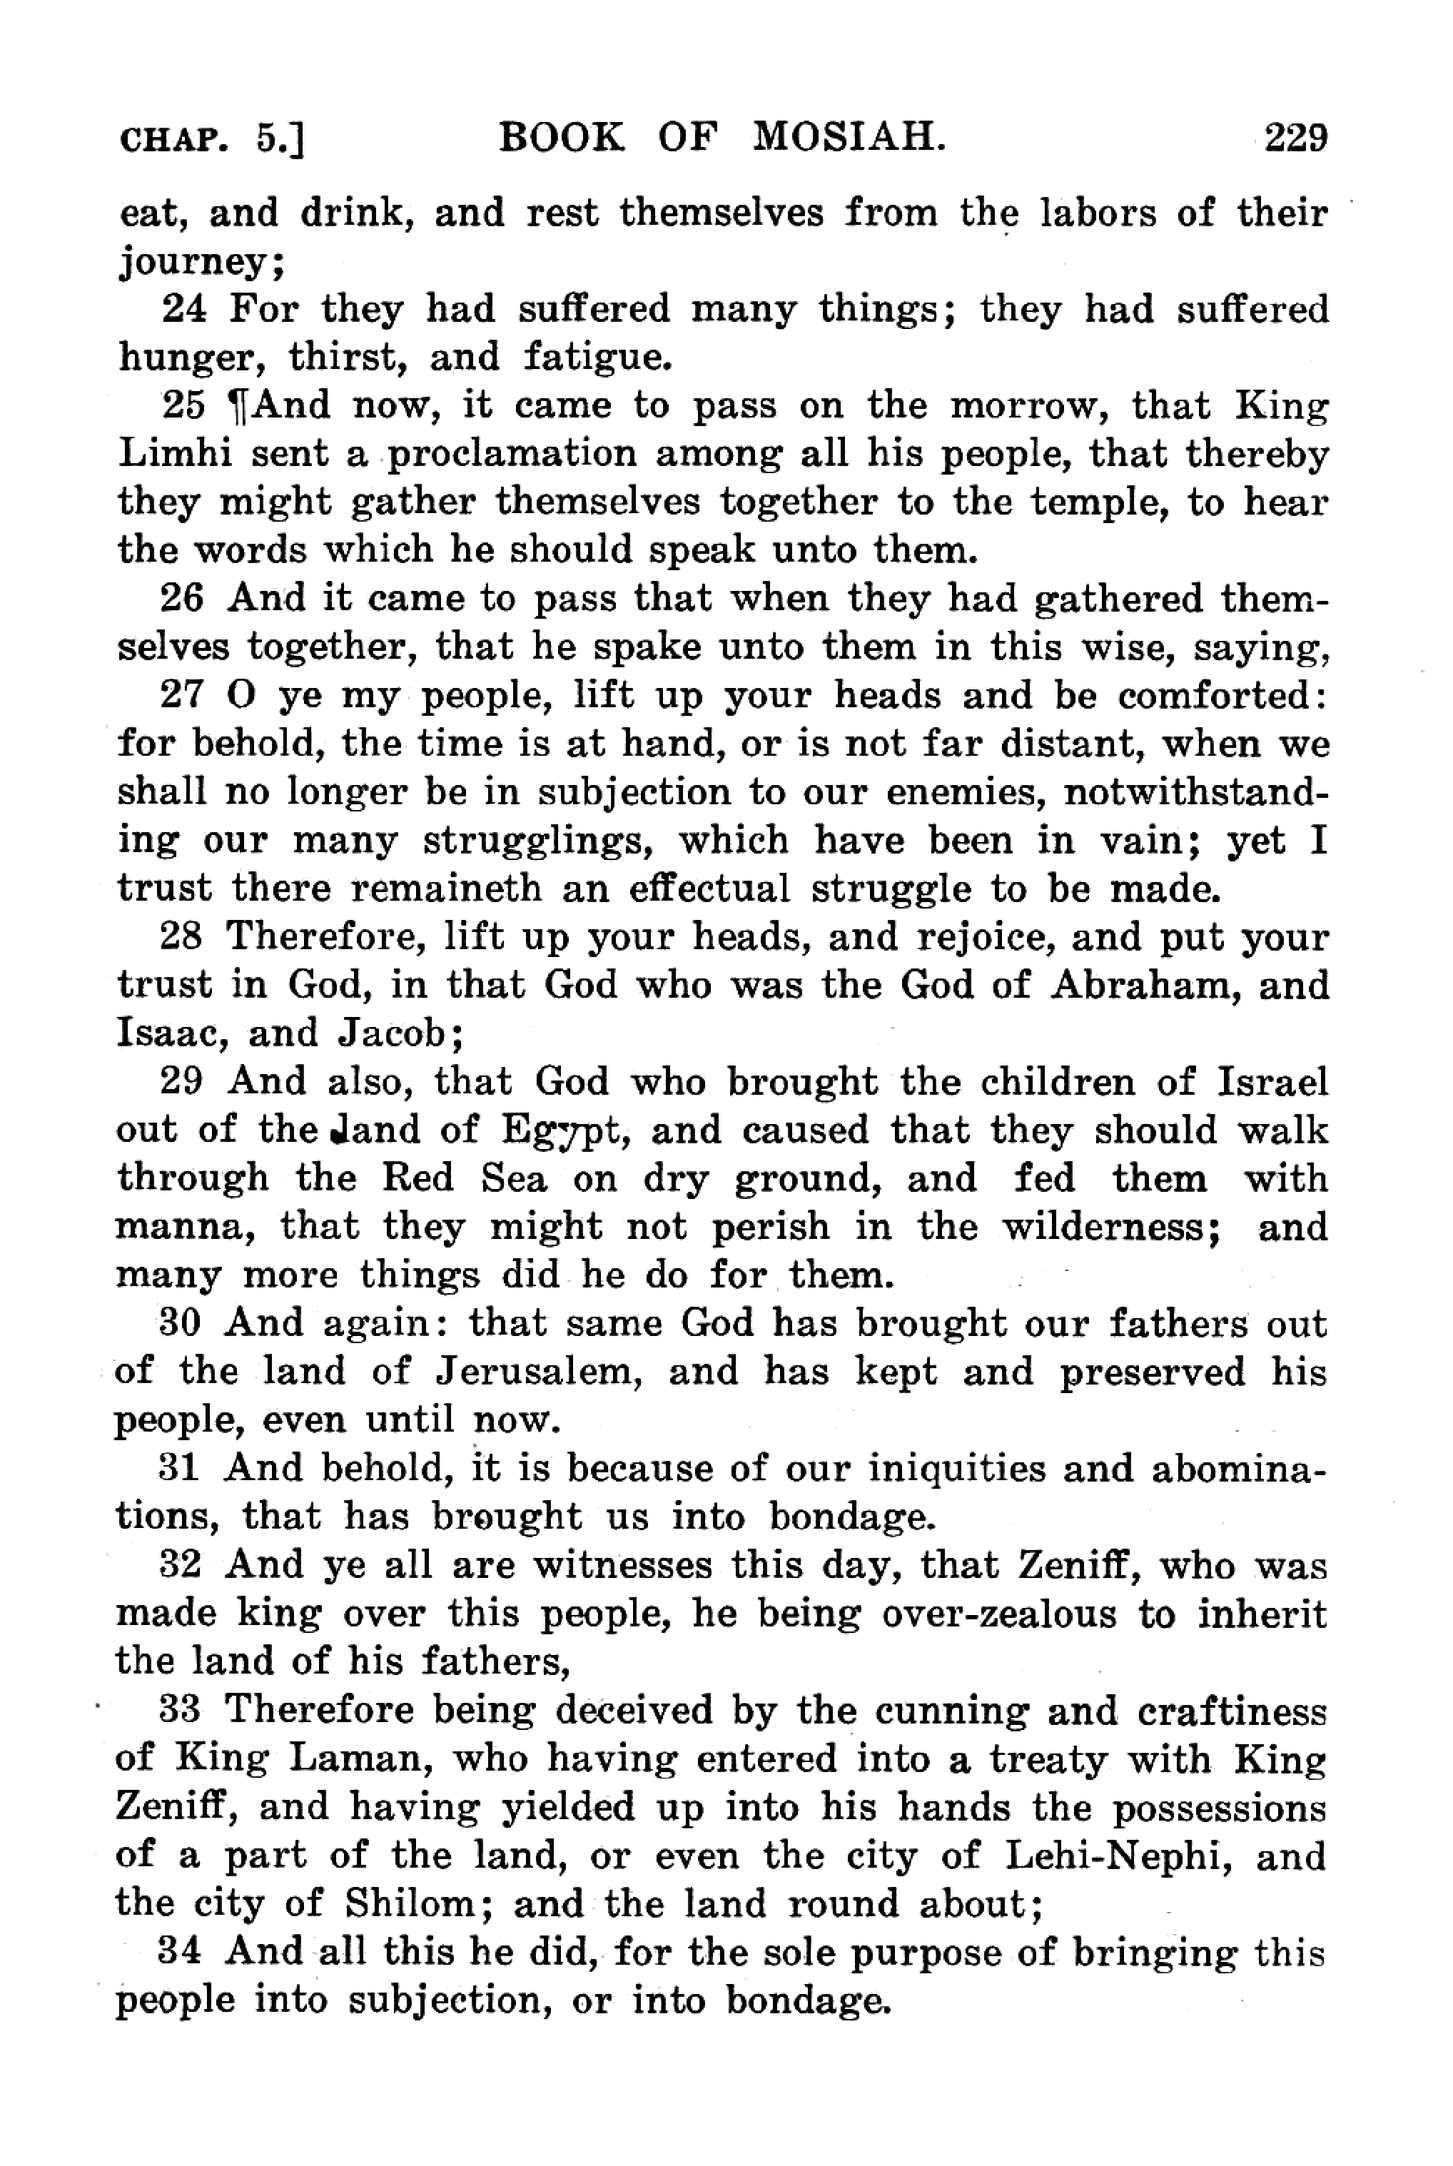 CHAP. 5.] BOOK OF MOSIAH. 229
eat, and drink, and rest themselves from the labors of their
journey;
24 For they had suffered many things; they had suffered
hunger, thirst, and fatigue.
25 ¶And now, it came to pass on the morrow, that King
Limhi sent a proclamation among all his people, that thereby
they might gather themselves together to the temple, to hear
the words which he should speak unto them.
26 And it came to pass that when they had gathered them-
selves together, that he spake unto them in this wise, saying,
27 O ye my people, lift up your heads and be comforted:
for behold, the time is at hand, or is not far distant, when we
shall no longer be in subjection to our enemies, notwithstand-
ing our many strugglings, which have been in vain; yet I
trust there remaineth an effectual struggle to be made.
28 Therefore, lift up your heads, and rejoice, and put your
trust in God, in that God who was the God of Abraham, and
Isaac, and Jacob;
29 And also, that God who brought the children of Israel
out of the land of Egypt, and caused that they should walk
through the Red Sea on dry ground, and fed them with
manna, that they might not perish in the wilderness; and
many more things did he do for them.
30 And again: that same God has brought our fathers out
of the land of Jerusalem, and has kept and preserved his
people, even until now.
31 And behold, it is because of our iniquities and abomina-
tions, that has brought us into bondage.
32 And ye all are witnesses this day, that Zeniff, who was
made king over this people, he being over-zealous to inherit
the land of his fathers,
33 Therefore being deceived by the cunning and craftiness
of King Laman, who having entered into a treaty with King
Zeniff, and having yielded up into his hands the possessions
of a part of the land, or even the city of Lehi-Nephi, and
the city of Shilom; and the land round about;
34 And all this he did, for the sole purpose of bringing this
people into subjection, or into bondage.